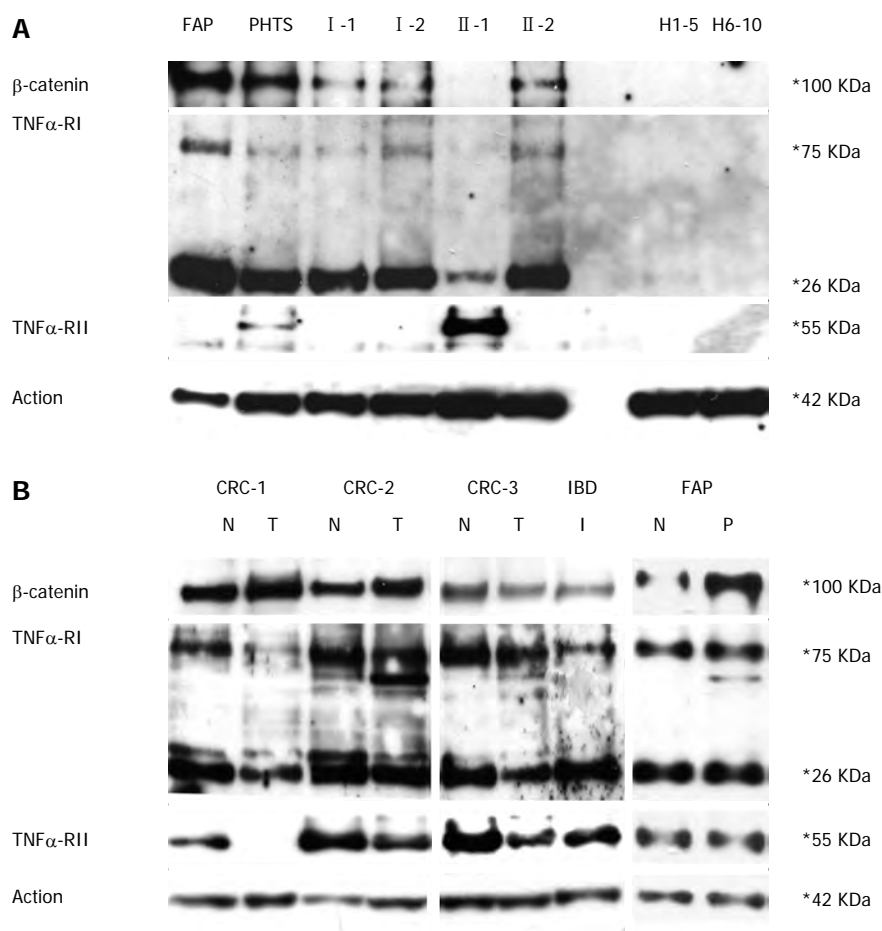 A
FAP PHTS Ⅰ-1 Ⅰ-2 Ⅱ-1 Ⅱ-2 H1-5 H6-10
β-catenin *100 KDa
TNFα-RI
*75 KDa
*26 KDa
TNFα-RII *55 KDa
Action *42 KDa
B
CRC-1 CRC-2 CRC-3 IBD FAP
N T N T N T I N P
β-catenin *100 KDa
TNFα-RI
*75 KDa
*26 KDa
TNFα-RII *55 KDa
Action *42 KDa